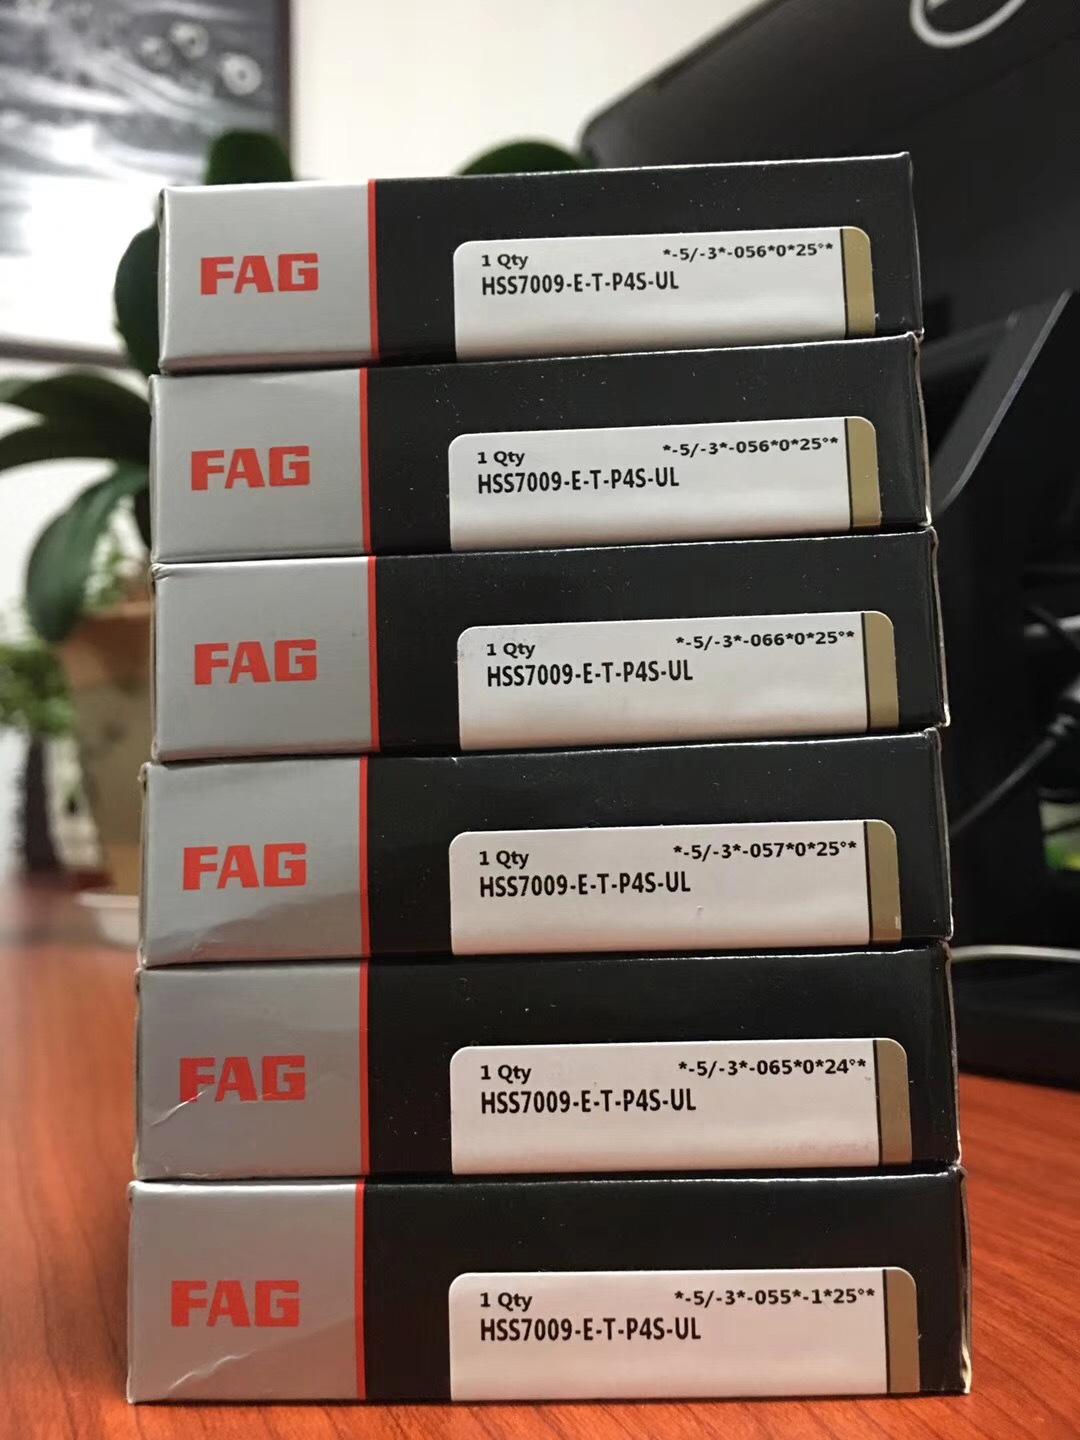 FAG
1 Qty *-5/-3*-056*0*25°*
HSS7009-E-T-P4S-UL
FAG
1 Qty *-5/-3*-056*0*25°*
HSS7009-E-T-P4S-UL
FAG
1 Qty *-5/-3*-066*0*25°*
HSS7009-E-T-P4S-UL
FAG
1 Qty *-5/-3*-057*0*25°*
HSS7009-E-T-P4S-UL
FAG
1 Qty *-5/-3*-065*0*24°*
HSS7009-E-T-P4S-UL
FAG
1 Qty *-5/-3*-055*-1*25°*
HSS7009-E-T-P4S-UL